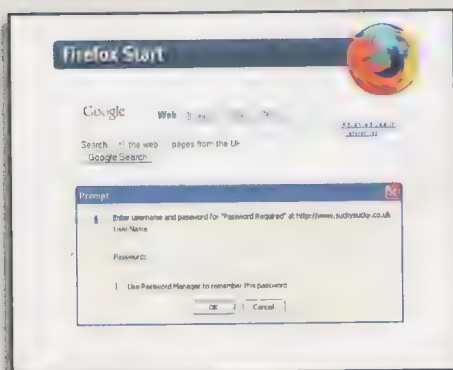 Firefox Start
Google Web
Search the web pages from the UK
Google Search
Prompt
Enter username and password for "Password Required" at http://www.suckysucky.co.uk
User Name
Password:
Use Password Manager to remember this password
OK Cancel